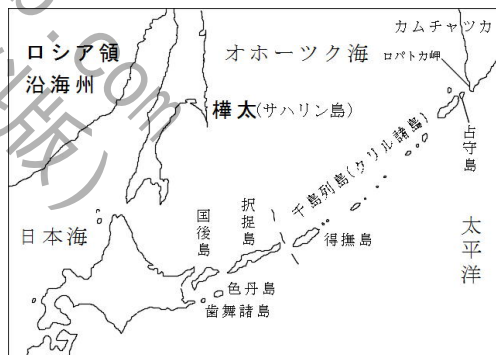 カムチャツカ
ロシア領
沿海州
オホーツク海
ロパトカ岬
樺太(サハリン島)
占守島
千島列島(クリル諸島)
択捉島
国後島
得撫島
太平洋
日本海
色丹島
歯舞諸島
.com
料版)